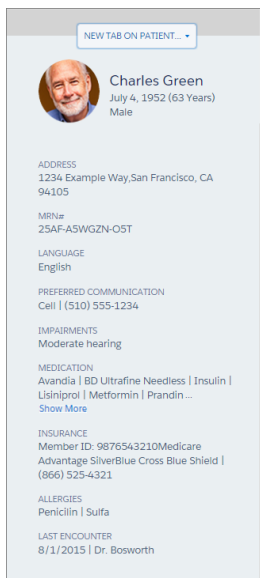 NEW TAB ON PATIENT... ▾
Charles Green
July 4, 1952 (63 Years)
Male
ADDRESS
1234 Example Way,San Francisco, CA
94105
MRN#
25AF-A5WGZN-O5T
LANGUAGE
English
PREFERRED COMMUNICATION
Cell | (510) 555-1234
IMPAIRMENTS
Moderate hearing
MEDICATION
Avandia | BD Ultrafine Needless | Insulin |
Lisiniprol | Metformin | Prandin ...
Show More
INSURANCE
Member ID: 9876543210Medicare
Advantage SilverBlue Cross Blue Shield |
(866) 525-4321
ALLERGIES
Penicilin | Sulfa
LAST ENCOUNTER
8/1/2015 | Dr. Bosworth